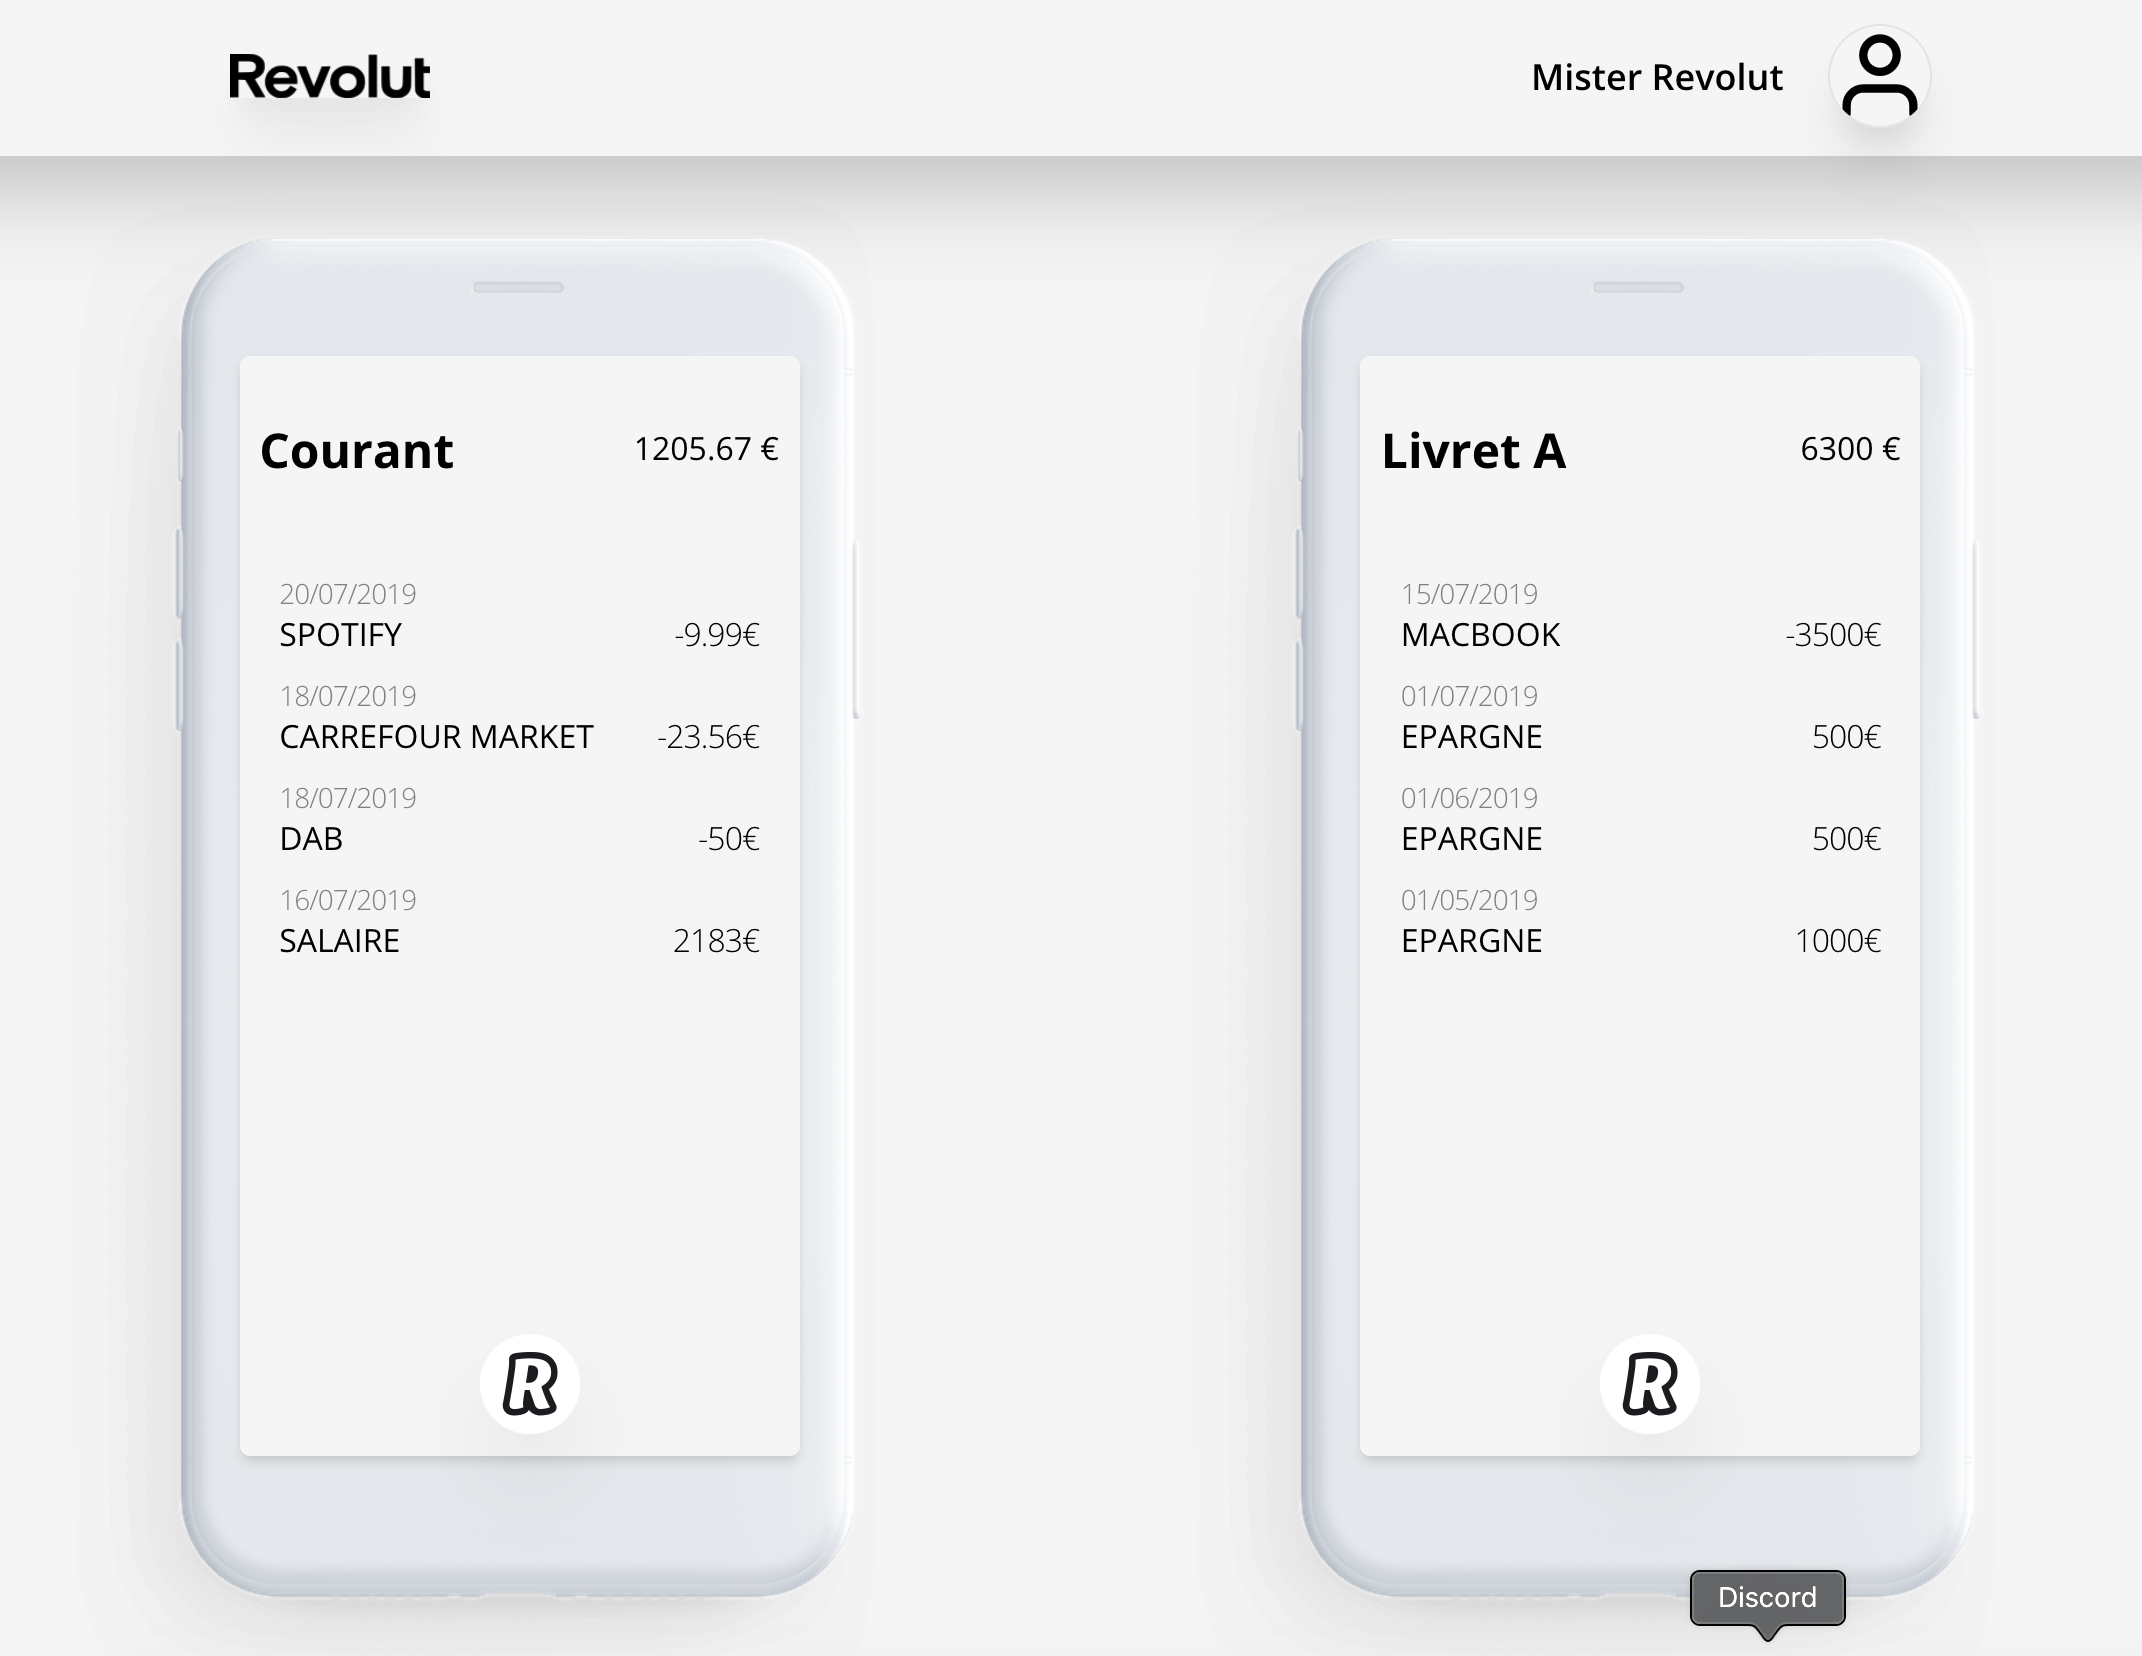 Revolut
Mister Revolut
Courant 1205.67 €
20/07/2019
SPOTIFY -9.99€
18/07/2019
CARREFOUR MARKET -23.56€
18/07/2019
DAB -50€
16/07/2019
SALAIRE 2183€
R
Livret A 6300 €
15/07/2019
MACBOOK -3500€
01/07/2019
EPARGNE 500€
01/06/2019
EPARGNE 500€
01/05/2019
EPARGNE 1000€
R
Discord